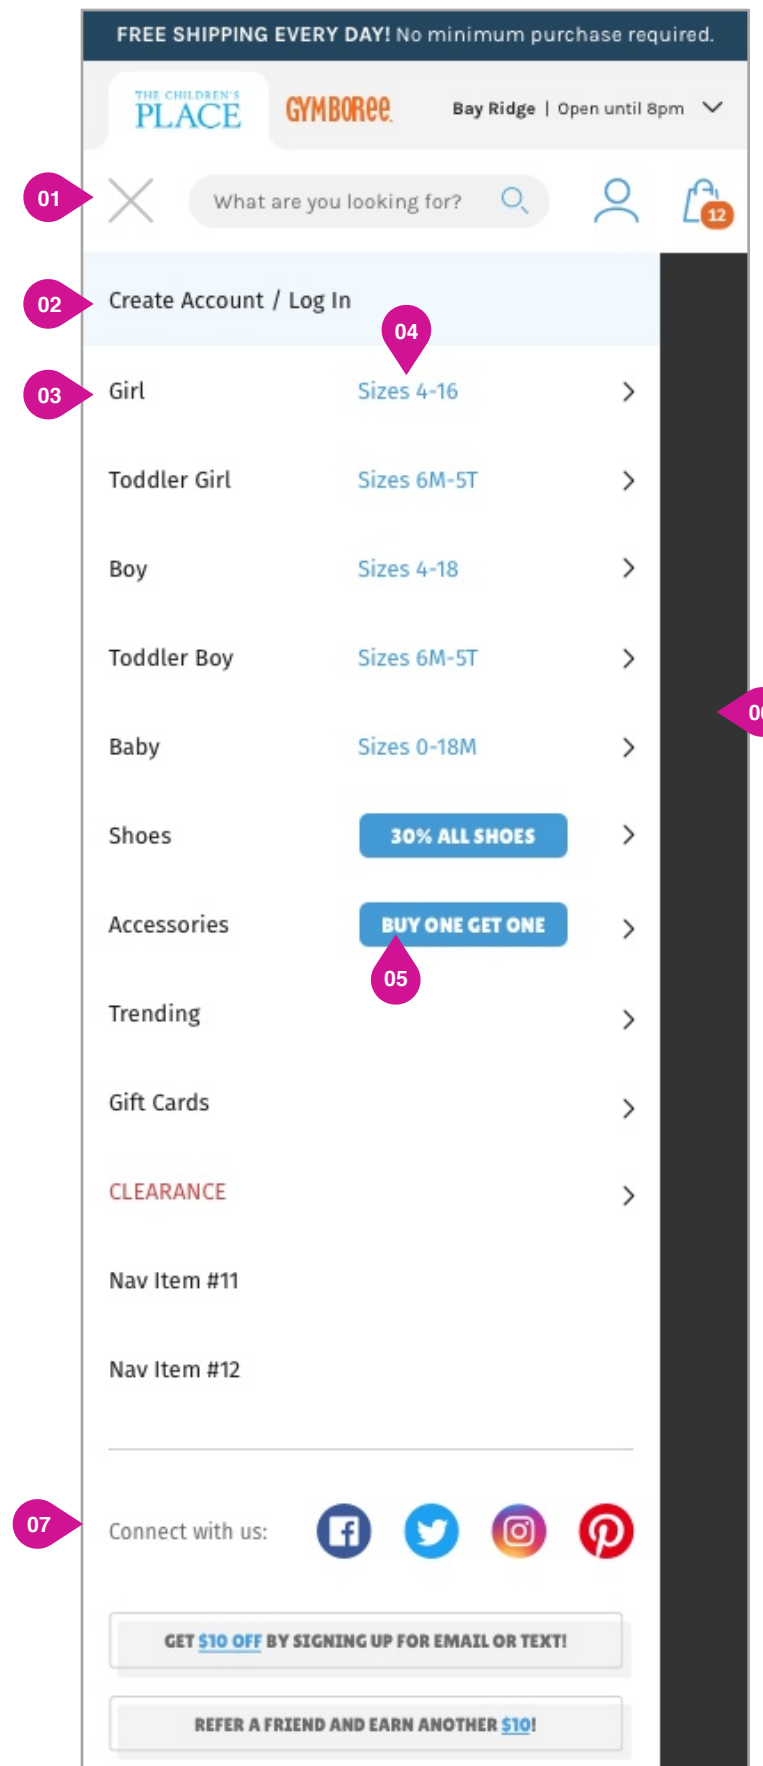 FREE SHIPPING EVERY DAY! No minimum purchase required.
THE CHILDREN'S
PLACE GYMBOREE Bay Ridge | Open until 8pm
01 What are you looking for? 12
02 Create Account / Log In
04
03 Girl Sizes 4-16
Toddler Girl Sizes 6M-5T
Boy Sizes 4-18
Toddler Boy Sizes 6M-5T
Baby Sizes 0-18M
Shoes 30% ALL SHOES
Accessories BUY ONE GET ONE
05
Trending
Gift Cards
CLEARANCE
Nav Item #11
Nav Item #12
07 Connect with us:
GET $10 OFF BY SIGNING UP FOR EMAIL OR TEXT!
REFER A FRIEND AND EARN ANOTHER $10!